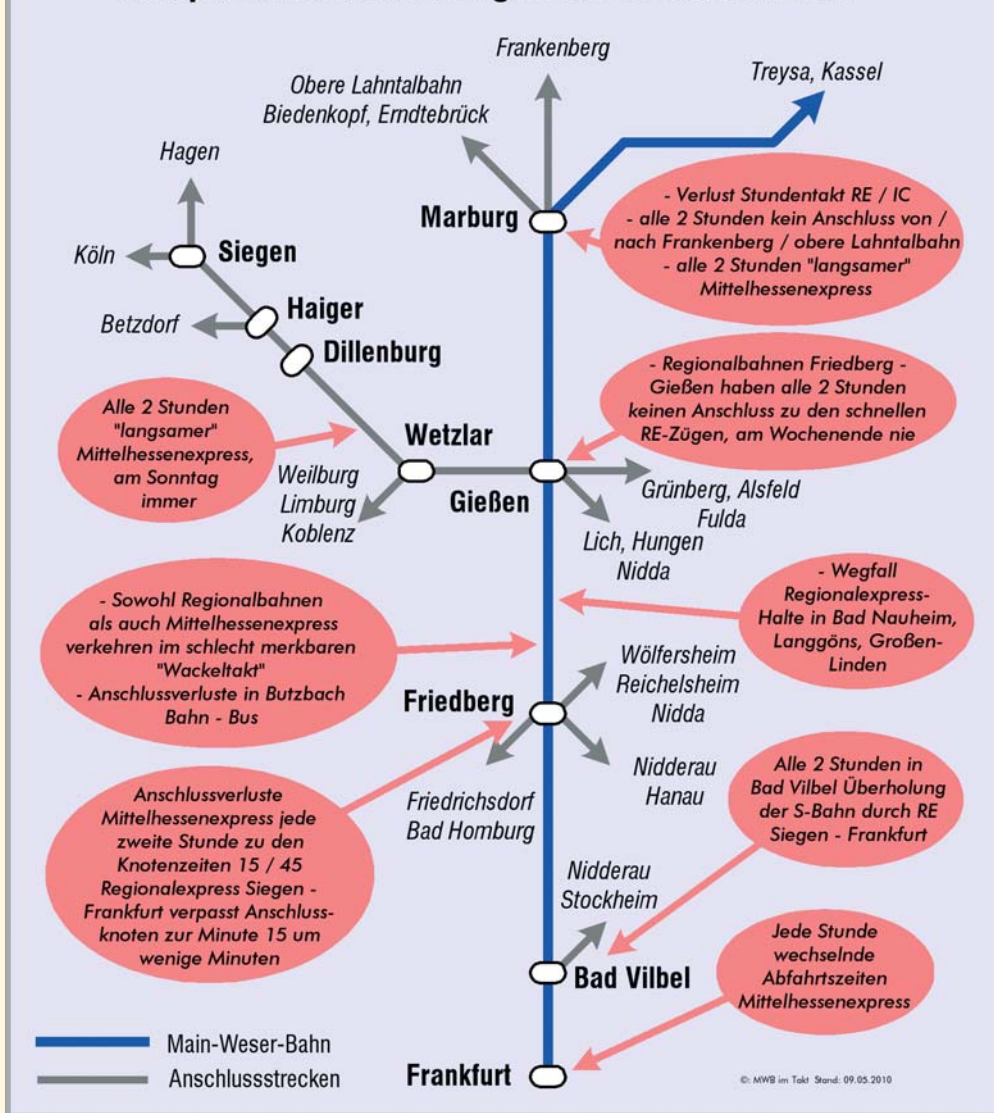 Frankenberg
Obere Lahntalbahn
Biedenkopf, Erndtebrück
Treysa, Kassel
Hagen
Marburg
- Verlust Stundentakt RE / IC
- alle 2 Stunden kein Anschluss von /
nach Frankenberg / obere Lahntalbahn
- alle 2 Stunden "langsamer"
Mittelhessenexpress
Köln
Siegen
Haiger
Betzdorf
Dillenburg
- Regionalbahnen Friedberg -
Gießen haben alle 2 Stunden
keinen Anschluss zu den schnellen
RE-Zügen, am Wochenende nie
Alle 2 Stunden
"langsamer"
Mittelhessenexpress,
am Sonntag
immer
Wetzlar
Weilburg
Limburg
Koblenz
Gießen
Grünberg, Alsfeld
Fulda
Lich, Hungen
Nidda
- Wegfall
Regionalexpress-
Halte in Bad Nauheim,
Langgöns, Großen-
Linden
- Sowohl Regionalbahnen
als auch Mittelhessenexpress
verkehren im schlecht merkbaren
"Wackeltakt"
- Anschlussverluste in Butzbach
Bahn - Bus
Wölfersheim
Reichelsheim
Nidda
Friedberg
Nidderau
Hanau
Friedrichsdorf
Bad Homburg
Alle 2 Stunden in
Bad Vilbel Überholung
der S-Bahn durch RE
Siegen - Frankfurt
Anschlussverluste
Mittelhessenexpress jede
zweite Stunde zu den
Knotenzeiten 15 / 45
Regionalexpress Siegen -
Frankfurt verpasst Anschluss-
knoten zur Minute 15 um
wenige Minuten
Nidderau
Stockheim
Bad Vilbel
Jede Stunde
wechselnde
Abfahrtszeiten
Mittelhessenexpress
Main-Weser-Bahn
Anschlussstrecken
Frankfurt
©: MWB im Takt Stand: 09.05.2010